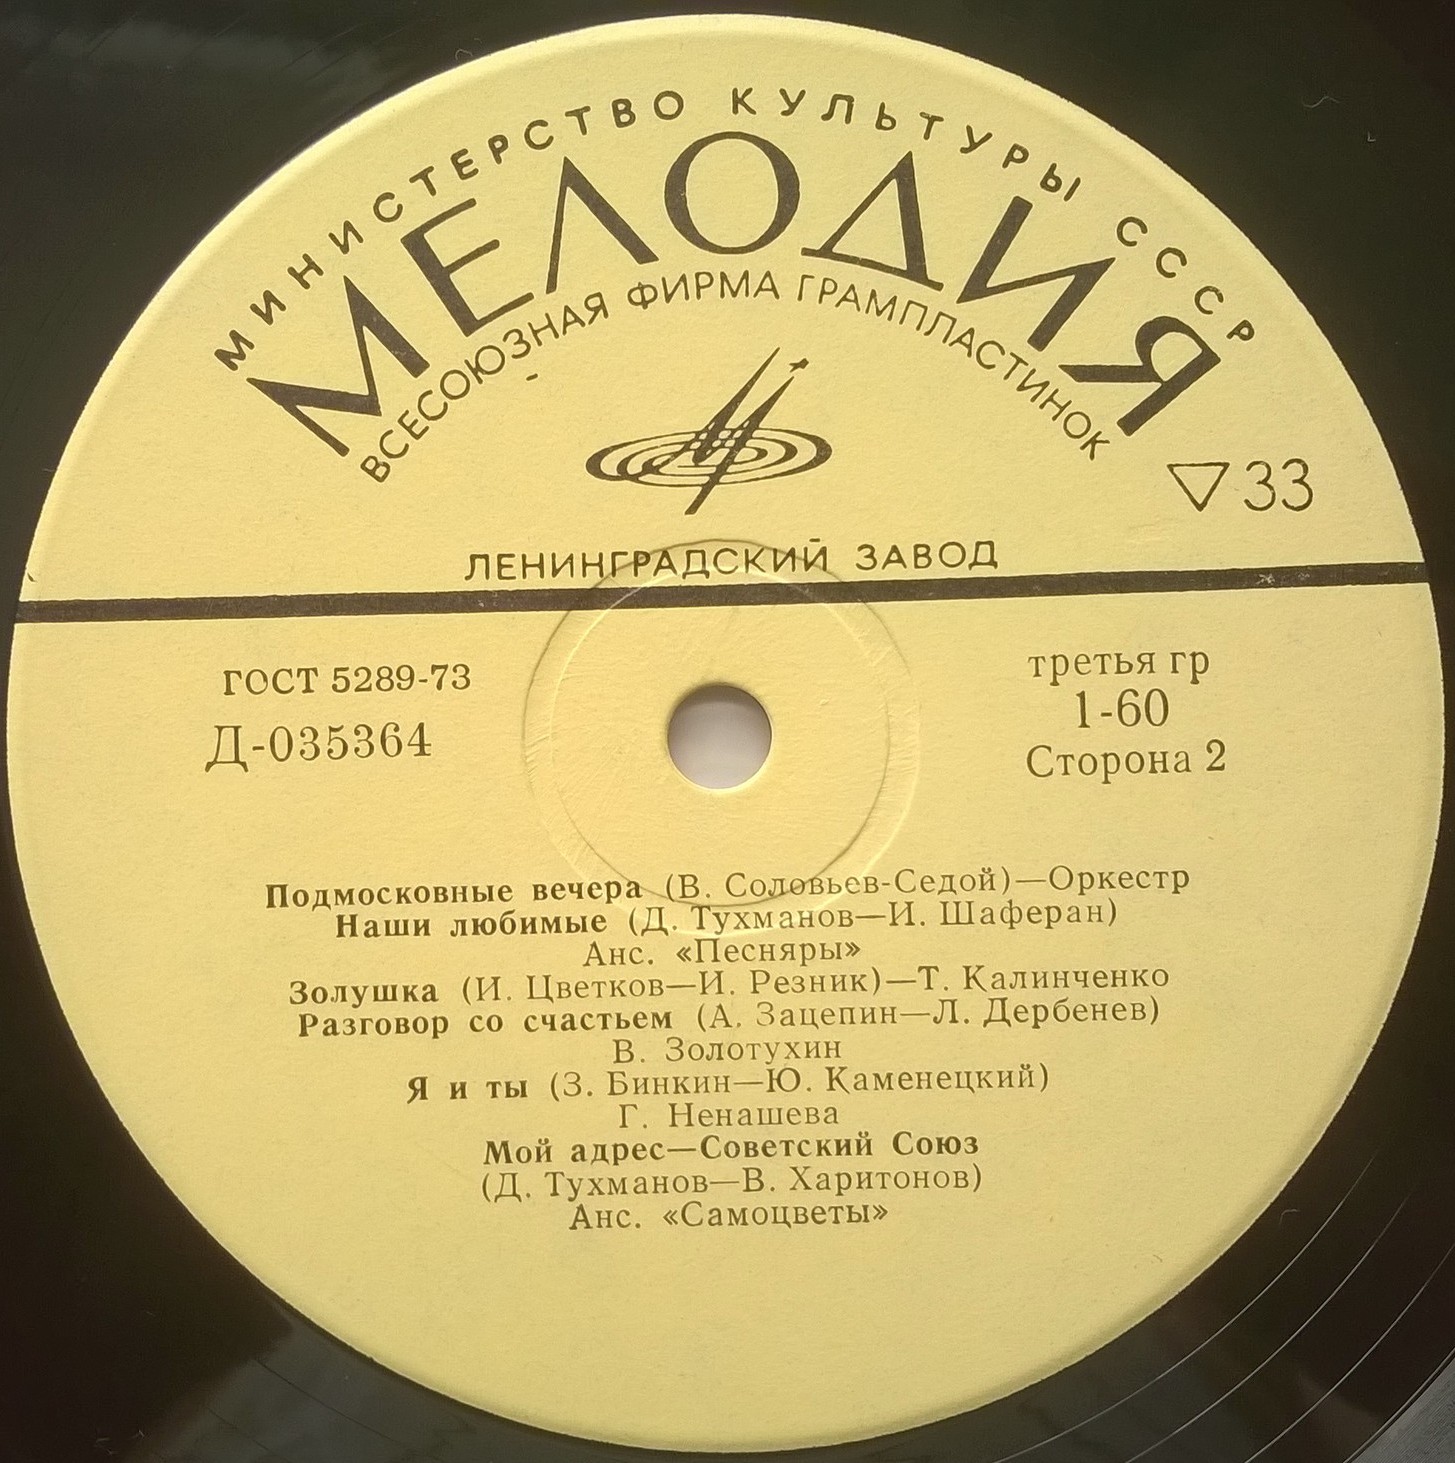 МИНИСТЕРСТВО КУЛЬТУРЫ СССР
МЕЛОДИЯ
ВСЕСОЮЗНАЯ ФИРМА ГРАМПЛАСТИНОК
33
ЛЕНИНГРАДСКИЙ ЗАВОД
ГОСТ 5289-73
Д-035364
третья гр
1-60
Сторона 2
Подмосковные вечера (В. Соловьев-Седой)—Оркестр
Наши любимые (Д. Тухманов—И. Шаферан)
Анс. «Песняры»
Золушка (И. Цветков—И. Резник)—Т. Калинченко
Разговор со счастьем (А. Зацепин—Л. Дербенев)
В. Золотухин
Я и ты (З. Бинкин—Ю. Каменецкий)
Г. Ненашева
Мой адрес—Советский Союз
(Д. Тухманов—В. Харитонов)
Анс. «Самоцветы»